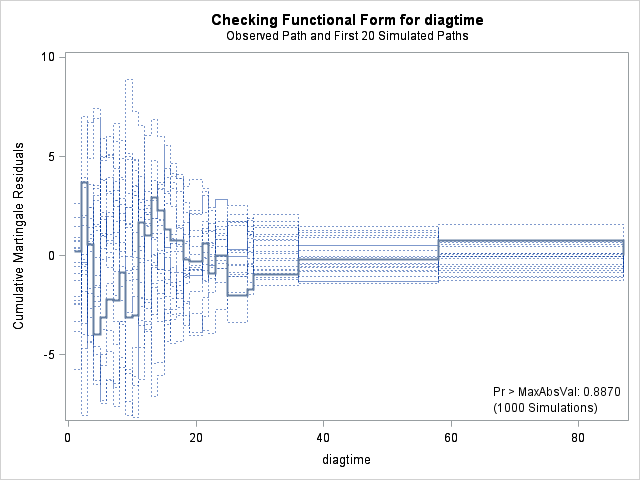 Checking Functional Form for diagtime
Observed Path and First 20 Simulated Paths
Cumulative Martingale Residuals
10
5
0
-5
Pr > MaxAbsVal: 0.8870
(1000 Simulations)
0 20 40 60 80
diagtime